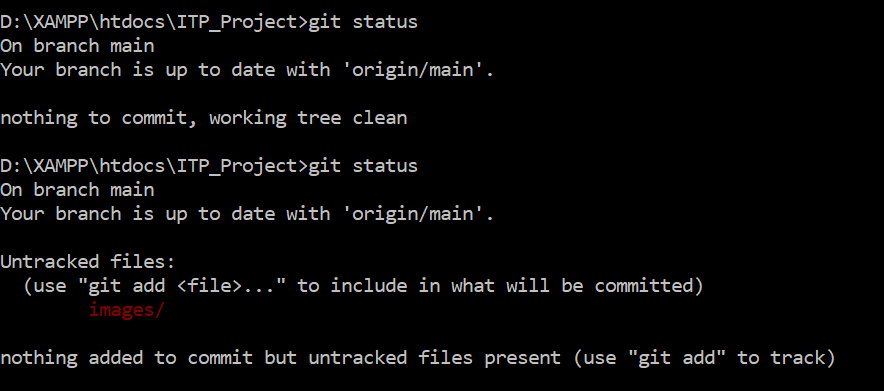 D:\XAMPP\htdocs\ITP_Project>git status
On branch main
Your branch is up to date with 'origin/main'.
nothing to commit, working tree clean
D:\XAMPP\htdocs\ITP_Project>git status
On branch main
Your branch is up to date with 'origin/main'.
Untracked files:
  (use "git add <file>..." to include in what will be committed)
        images/
nothing added to commit but untracked files present (use "git add" to track)